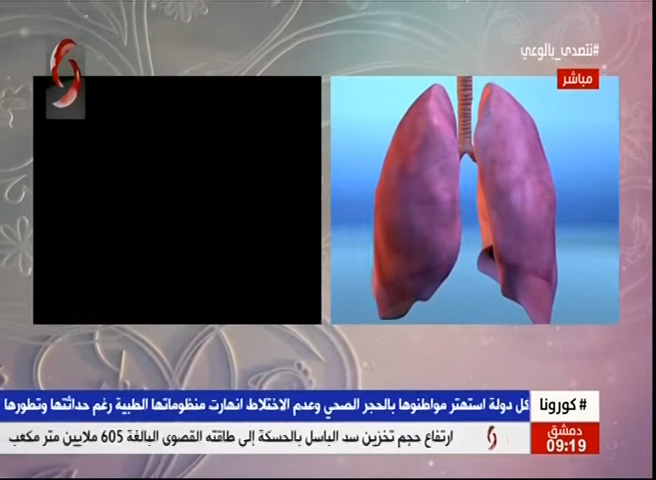 #نتصدى_بالوعي
مباشر
#كورونا
كل دولة استهتر مواطنوها بالحجر الصحي وعدم الاختلاط انهارت منظوماتها الطبية رغم حداثتها وتطورها
دمشق
09:19
ارتفاع حجم تخزين سد الباسل بالحسكة إلى طاقته القصوى البالغة 605 ملايين متر مكعب